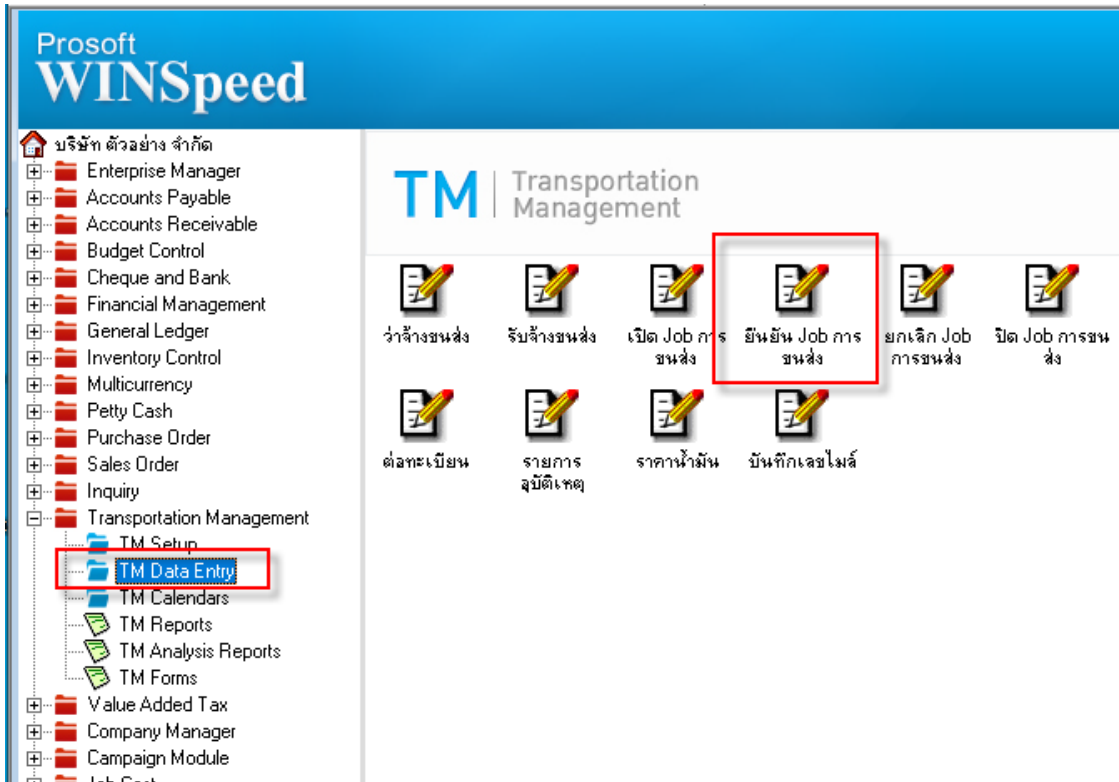 Prosoft
WINSpeed
บริษัท ตัวอย่าง จำกัด
Enterprise Manager
Accounts Payable
Accounts Receivable
Budget Control
Cheque and Bank
Financial Management
General Ledger
Inventory Control
Multicurrency
Petty Cash
Purchase Order
Sales Order
Inquiry
Transportation Management
TM Setup
TM Data Entry
TM Calendars
TM Reports
TM Analysis Reports
TM Forms
Value Added Tax
Company Manager
Campaign Module
Job Cost
TM
Transportation
Management
ว่าจ้างขนส่ง
รับจ้างขนส่ง
เปิด Job การ
ขนส่ง
ยืนยัน Job การ
ขนส่ง
ยกเลิก Job
การขนส่ง
ปิด Job การขน
ส่ง
ต่อทะเบียน
รายการ
อุบัติเหตุ
ราคาน้ำมัน
บันทึกเลขไมล์